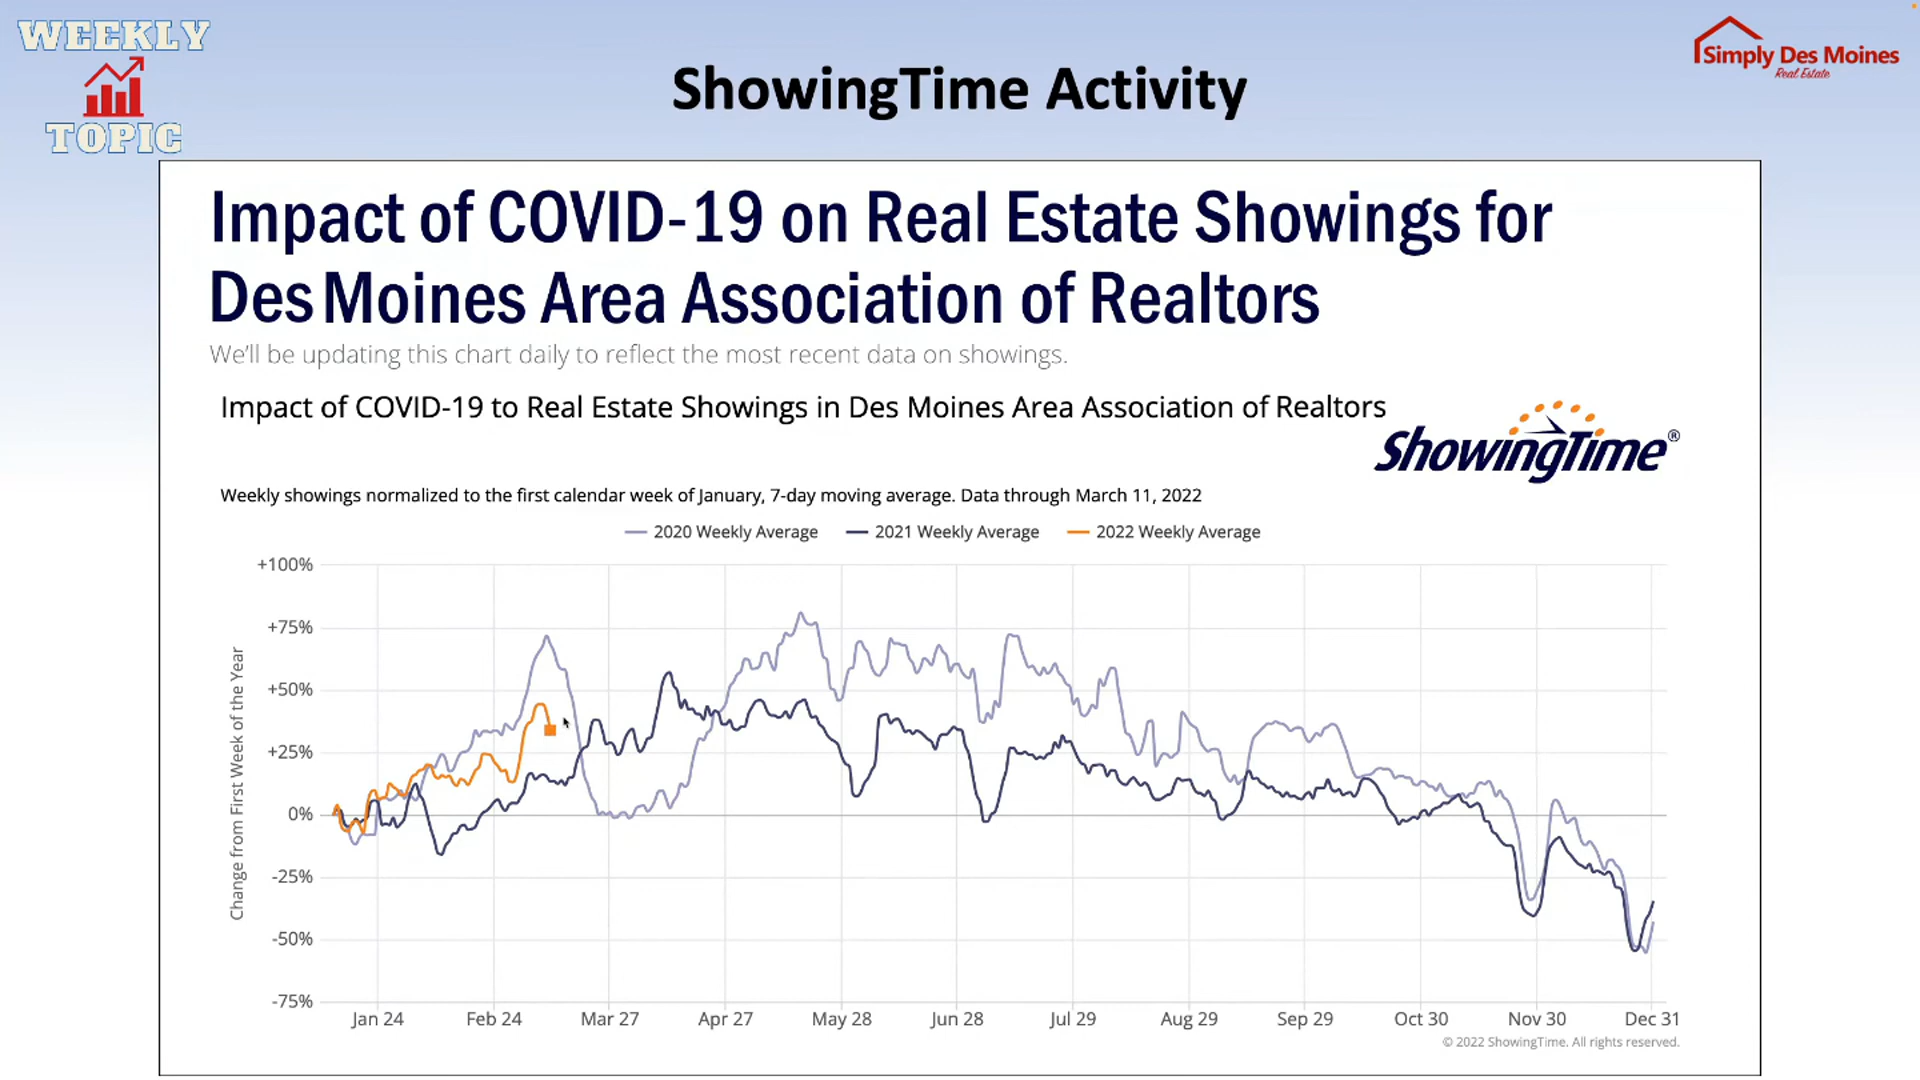 WEEKLY
TOPIC
ShowingTime Activity
Simply Des Moines
Real Estate
Impact of COVID-19 on Real Estate Showings for
Des Moines Area Association of Realtors
We'll be updating this chart daily to reflect the most recent data on showings.
Impact of COVID-19 to Real Estate Showings in Des Moines Area Association of Realtors
ShowingTime®
Weekly showings normalized to the first calendar week of January, 7-day moving average. Data through March 11, 2022
2020 Weekly Average 2021 Weekly Average 2022 Weekly Average
Change from First Week of the Year
+100%
+75%
+50%
+25%
0%
-25%
-50%
-75%
Jan 24 Feb 24 Mar 27 Apr 27 May 28 Jun 28 Jul 29 Aug 29 Sep 29 Oct 30 Nov 30 Dec 31
© 2022 ShowingTime. All rights reserved.